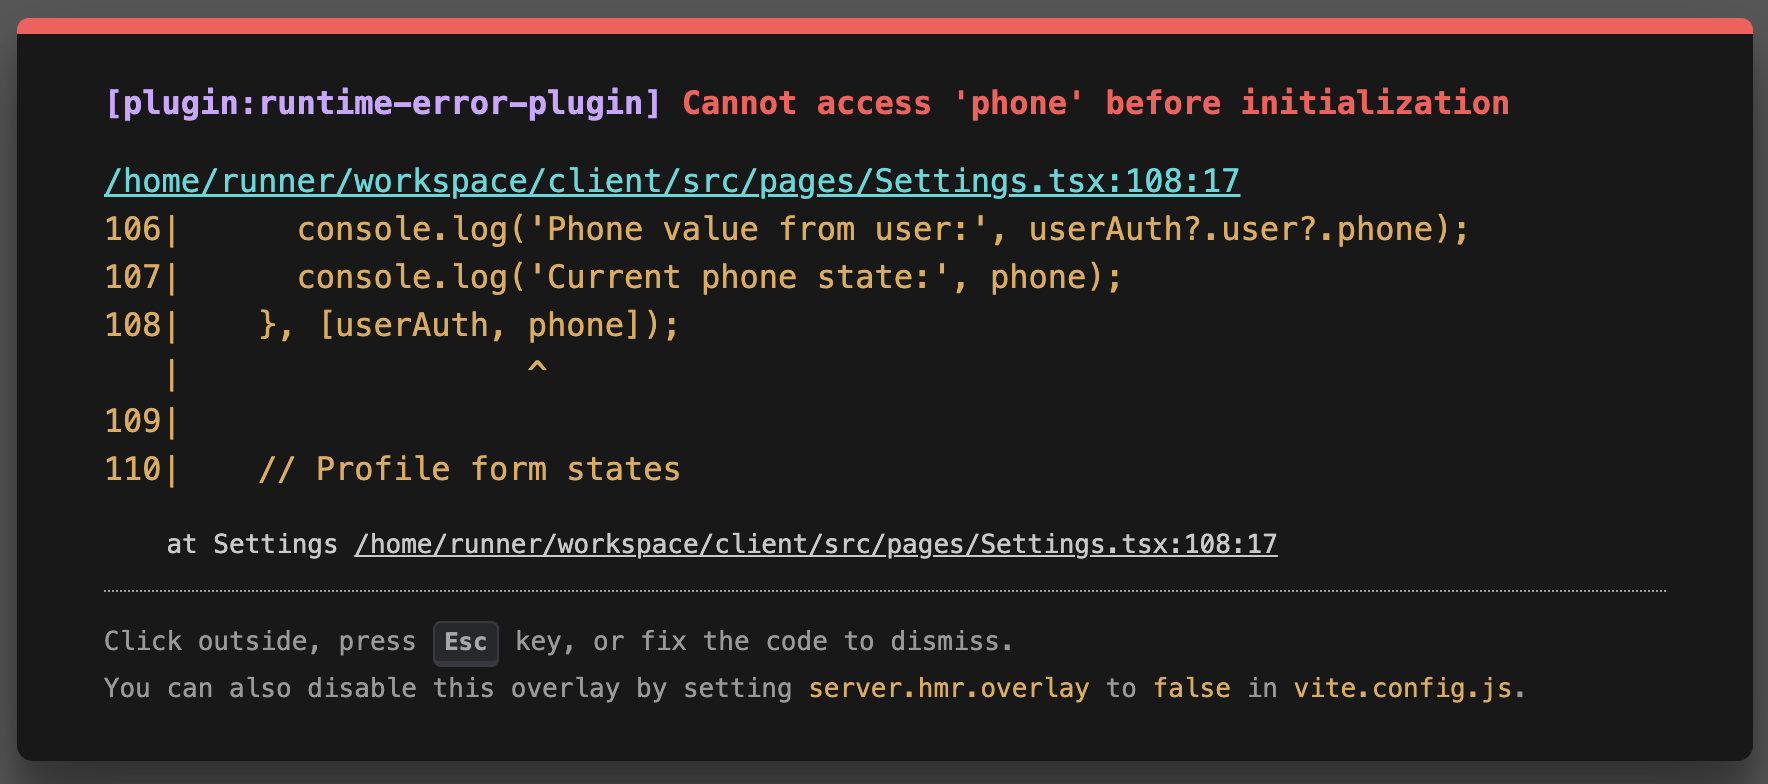 [plugin:runtime-error-plugin] Cannot access 'phone' before initialization
/home/runner/workspace/client/src/pages/Settings.tsx:108:17
106|      console.log('Phone value from user:', userAuth?.user?.phone);
107|      console.log('Current phone state:', phone);
108|    }, [userAuth, phone]);
   |                  ^
109|
110|    // Profile form states
    at Settings /home/runner/workspace/client/src/pages/Settings.tsx:108:17
Click outside, press Esc key, or fix the code to dismiss.
You can also disable this overlay by setting server.hmr.overlay to false in vite.config.js.